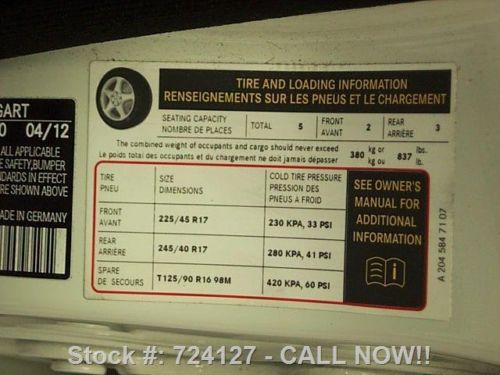 GART
0 04/12
ALL APPLICABLE
SAFETY,BUMPER
NDARDS IN EFFECT
RE SHOWN ABOVE
MADE IN GERMANY
TIRE AND LOADING INFORMATION
RENSEIGNEMENTS SUR LES PNEUS ET LE CHARGEMENT
SEATING CAPACITY
NOMBRE DE PLACES
TOTAL 5
FRONT
AVANT
2
REAR
ARRIÈRE
3
The combined weight of occupants and cargo should never exceed
Le poids total des occupants et du chargement ne doit jamais dépasser
380 kg or
kg ou
837 lbs.
lb.
TIRE
PNEU
SIZE
DIMENSIONS
COLD TIRE PRESSURE
PRESSION DES
PNEUS A FROID
FRONT
AVANT
225/45 R17
230 KPA, 33 PSI
REAR
ARRIÈRE
245/40 R17
280 KPA, 41 PSI
SPARE
DE SECOURS
T125/90 R16 98M
420 KPA, 60 PSI
SEE OWNER'S
MANUAL FOR
ADDITIONAL
INFORMATION
A 204 584 71 07
Stock #: 724127 - CALL NOW!!